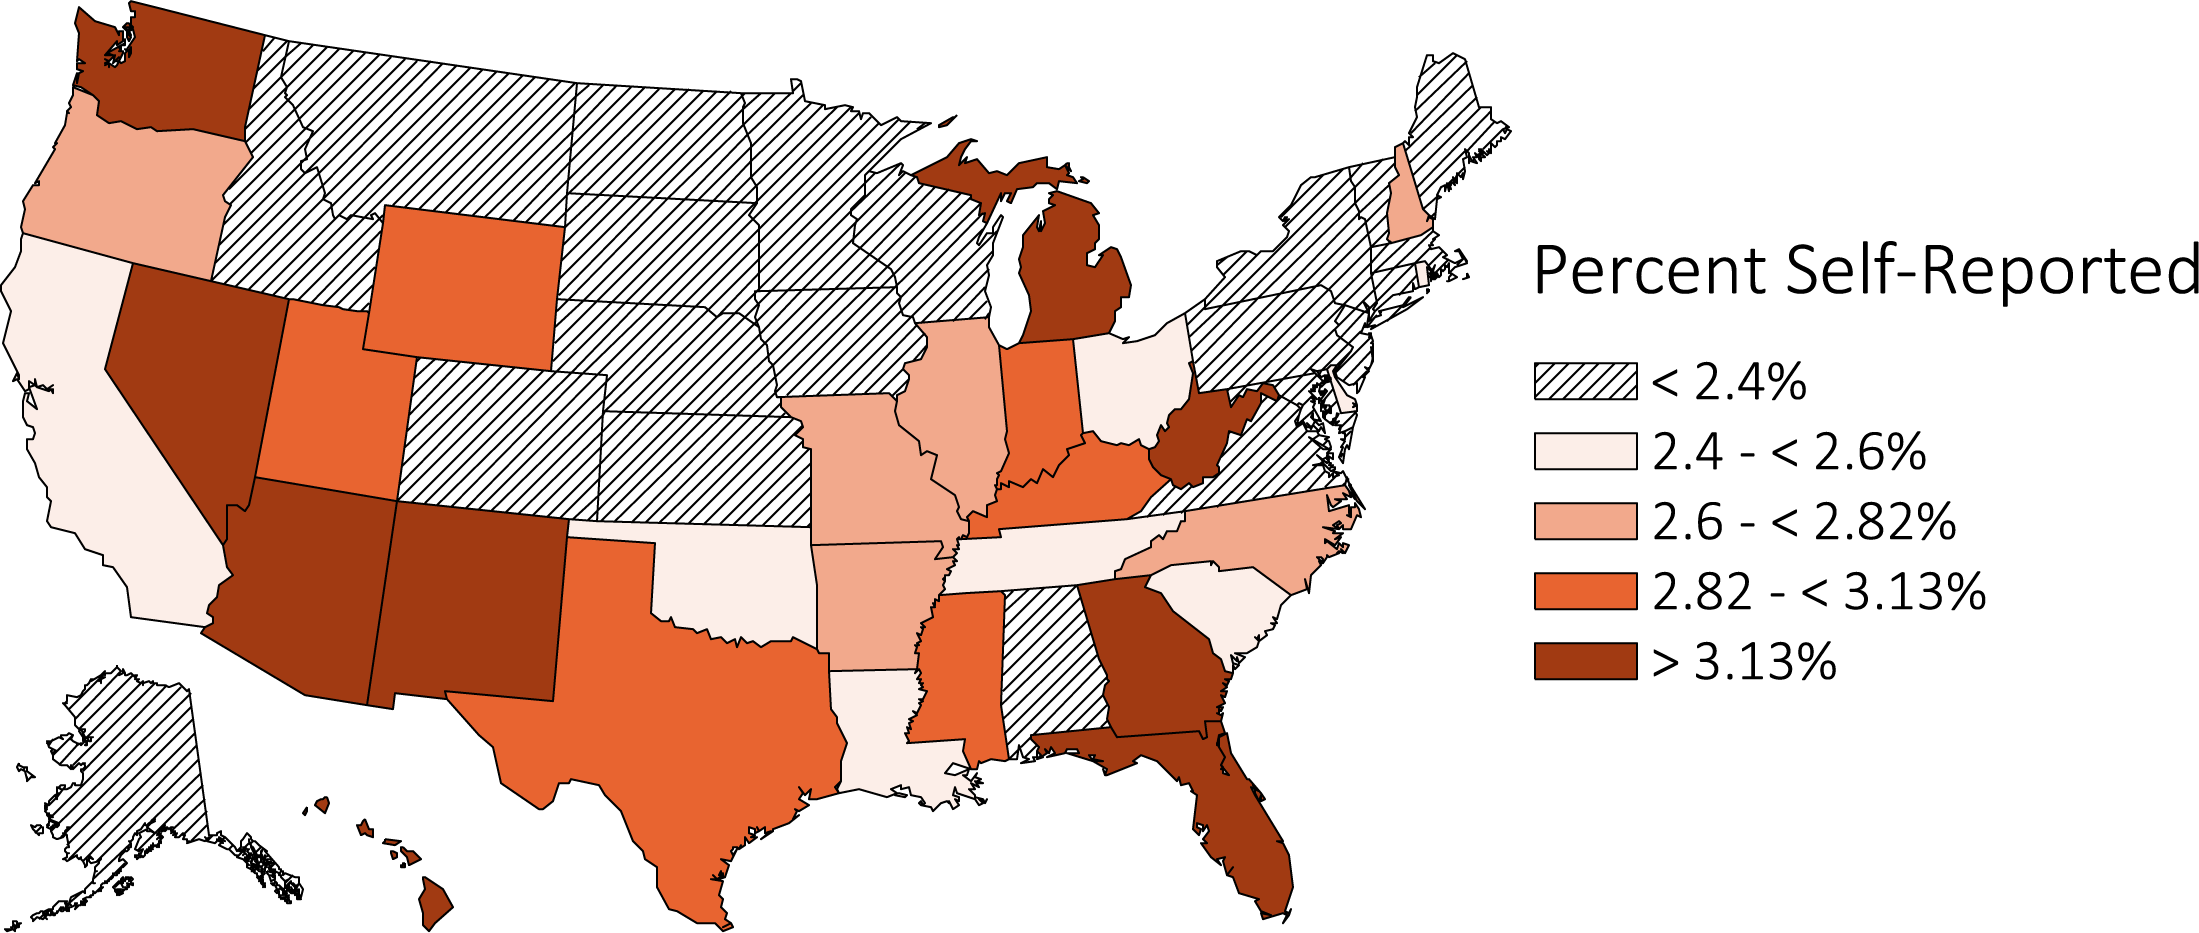 Percent Self-Reported
< 2.4%
2.4 - < 2.6%
2.6 - < 2.82%
2.82 - < 3.13%
> 3.13%